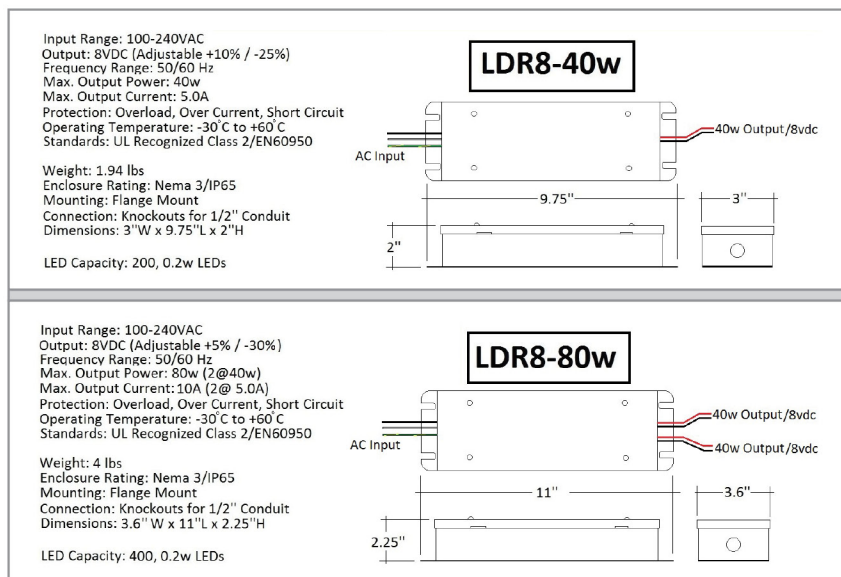 Input Range: 100-240VAC
Output: 8VDC (Adjustable +10% / -25%)
Frequency Range: 50/60 Hz
Max. Output Power: 40w
Max. Output Current: 5.0A
Protection: Overload, Over Current, Short Circuit
Operating Temperature: -30°C to +60°C
Standards: UL Recognized Class 2/EN60950
Weight: 1.94 lbs
Enclosure Rating: Nema 3/IP65
Mounting: Flange Mount
Connection: Knockouts for 1/2" Conduit
Dimensions: 3"W x 9.75"L x 2"H
LED Capacity: 200, 0.2w LEDs
LDR8-40w
AC Input
40w Output/8vdc
9.75"
3"
2"
Input Range: 100-240VAC
Output: 8VDC (Adjustable +5% / -30%)
Frequency Range: 50/60 Hz
Max. Output Power: 80w (2@40w)
Max. Output Current: 10A (2@ 5.0A)
Protection: Overload, Over Current, Short Circuit
Operating Temperature: -30°C to +60°C
Standards: UL Recognized Class 2/EN60950
Weight: 4 lbs
Enclosure Rating: Nema 3/IP65
Mounting: Flange Mount
Connection: Knockouts for 1/2" Conduit
Dimensions: 3.6" W x 11"L x 2.25"H
LED Capacity: 400, 0.2w LEDs
LDR8-80w
AC Input
40w Output/8vdc
40w Output/8vdc
11"
3.6"
2.25"